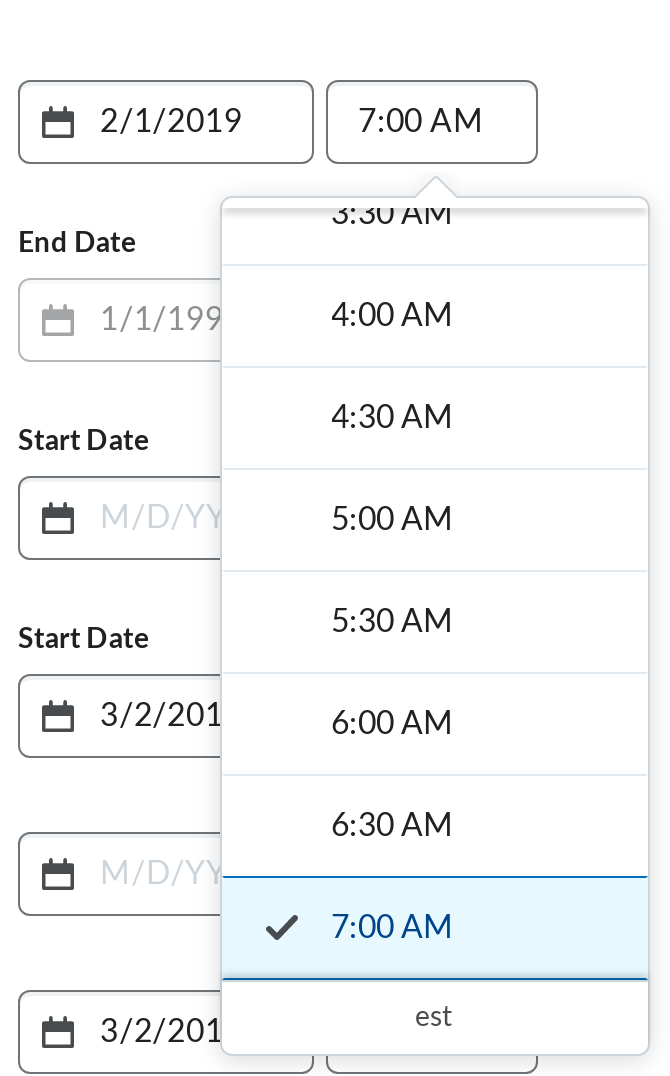 2/1/2019 7:00 AM
3:30 AM
End Date
4:00 AM
1/1/199
4:30 AM
Start Date
5:00 AM
M/D/YY
5:30 AM
Start Date
6:00 AM
3/2/201
6:30 AM
M/D/YY
7:00 AM
est
3/2/201